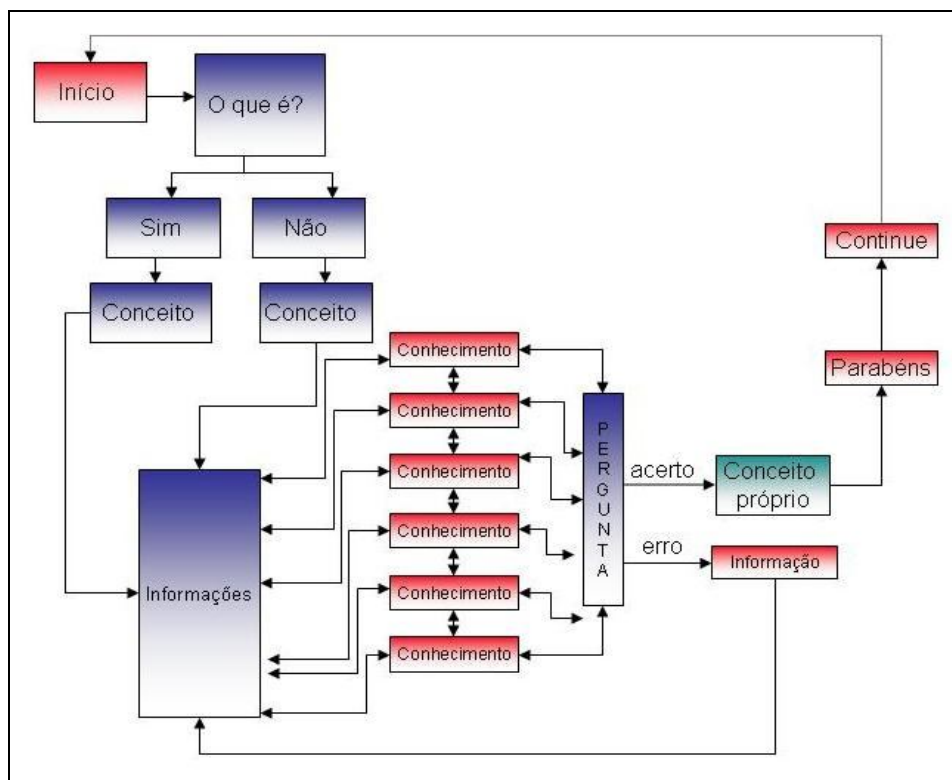 Início
O que é?
Sim
Não
Conceito
Conceito
Informações
Conhecimento
Conhecimento
Conhecimento
Conhecimento
Conhecimento
Conhecimento
PERGUNTA
acerto
erro
Conceito
próprio
Informação
Parabéns
Continue